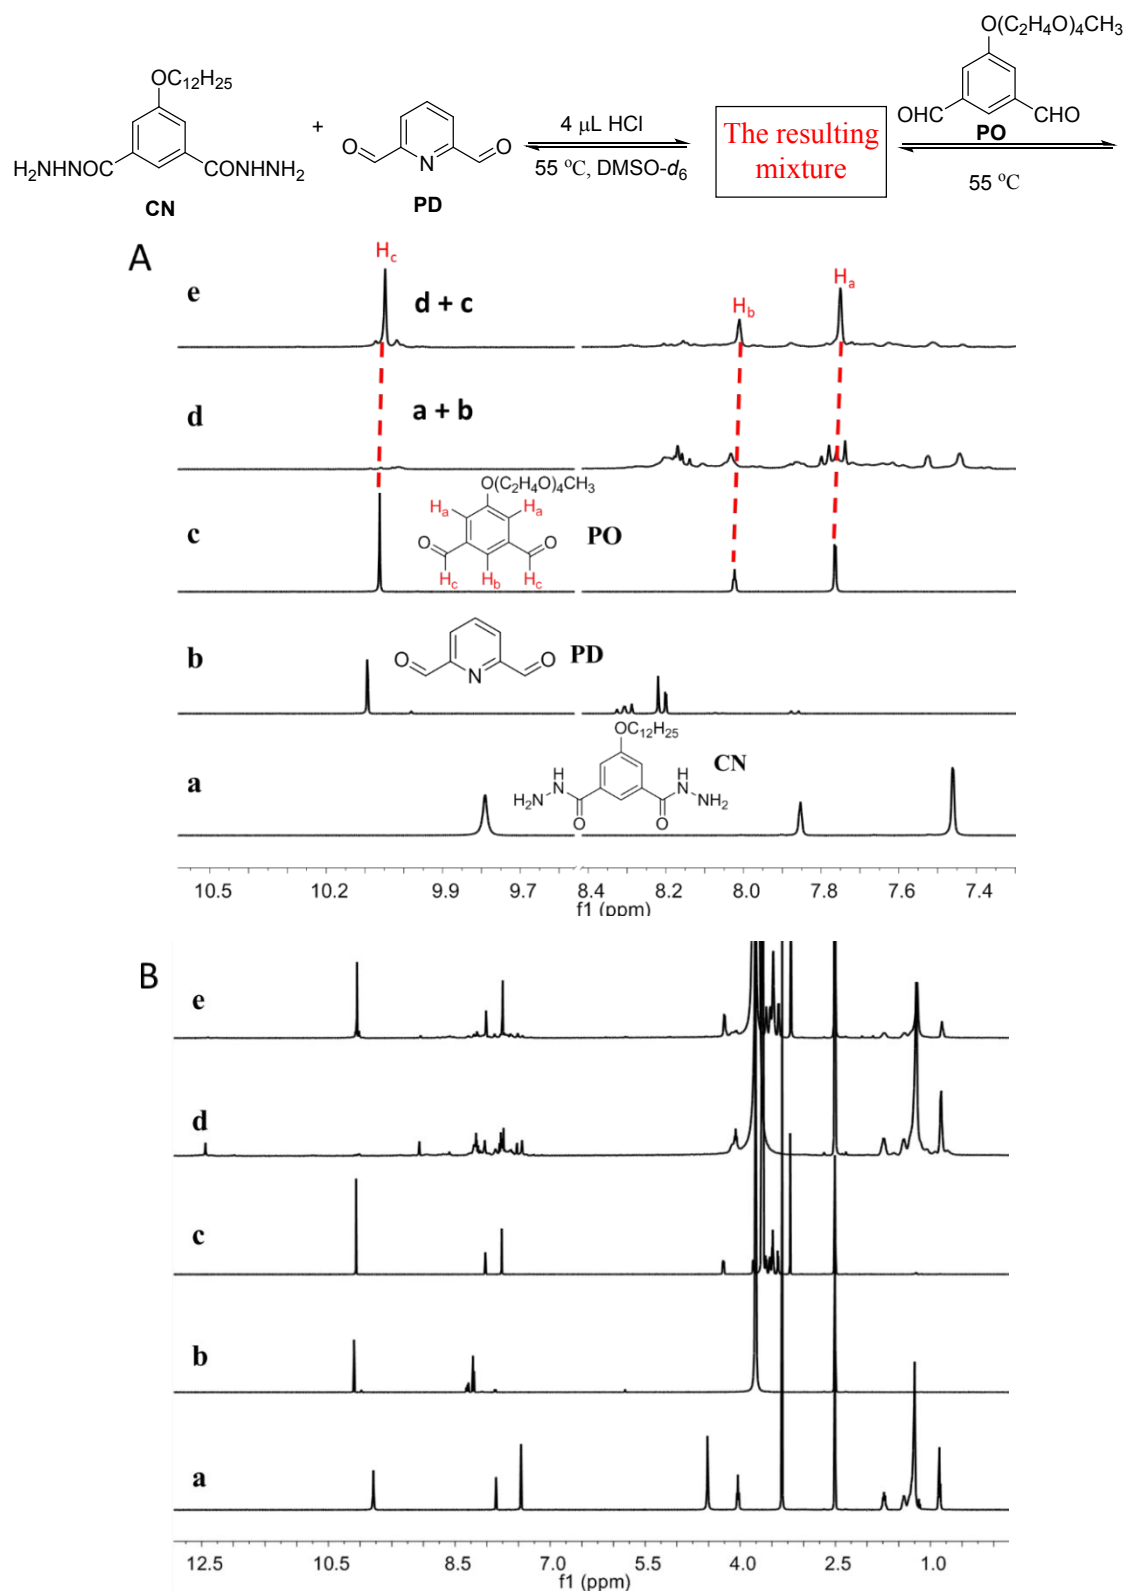 O(C2H4O)4CH3
OC12H25
H2NHNOC
CONHNH2
CN
+
O
N
O
PD
4 μL HCl
55 °C, DMSO-d6
The resulting
mixture
OHC
CHO
PO
55 °C
A
Hc
Ha
Hb
e
d + c
d
a + b
O(C2H4O)4CH3
Ha
Ha
c
O
O
PO
Hc
Hb
Hc
b
O
N
O
PD
OC12H25
CN
a
H
N
H2N
O
H
N
NH2
O
10.5 10.2 9.9 9.7 8.4 8.2 8.0 7.8 7.6 7.4
f1 (ppm)
B
e
d
c
b
a
12.5 10.5 8.5 7.0 5.5 4.0 2.5 1.0
f1 (ppm)